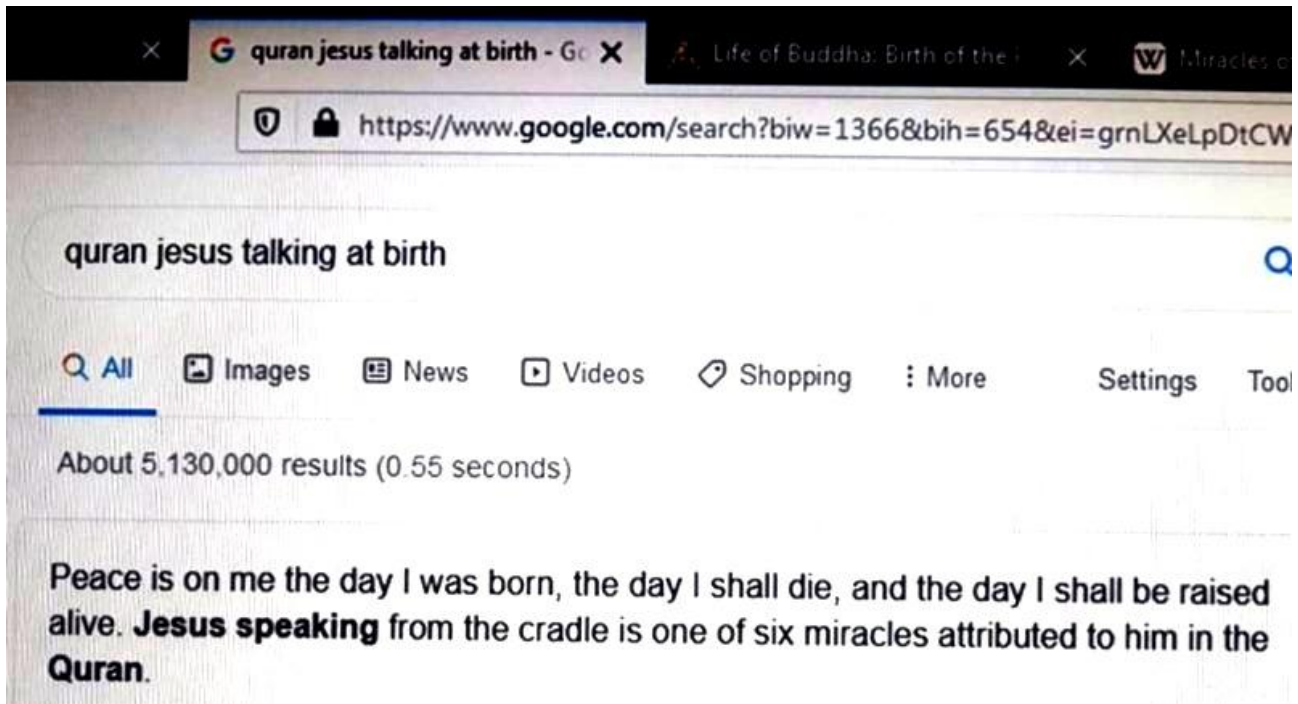 quran jesus talking at birth - Go
Life of Buddha: Birth of the
Miracles o
https://www.google.com/search?biw=1366&bih=654&ei=grnLXeLpDtCW
quran jesus talking at birth
All Images News Videos Shopping More Settings Tool
About 5,130,000 results (0.55 seconds)
Peace is on me the day I was born, the day I shall die, and the day I shall be raised
alive. Jesus speaking from the cradle is one of six miracles attributed to him in the
Quran.